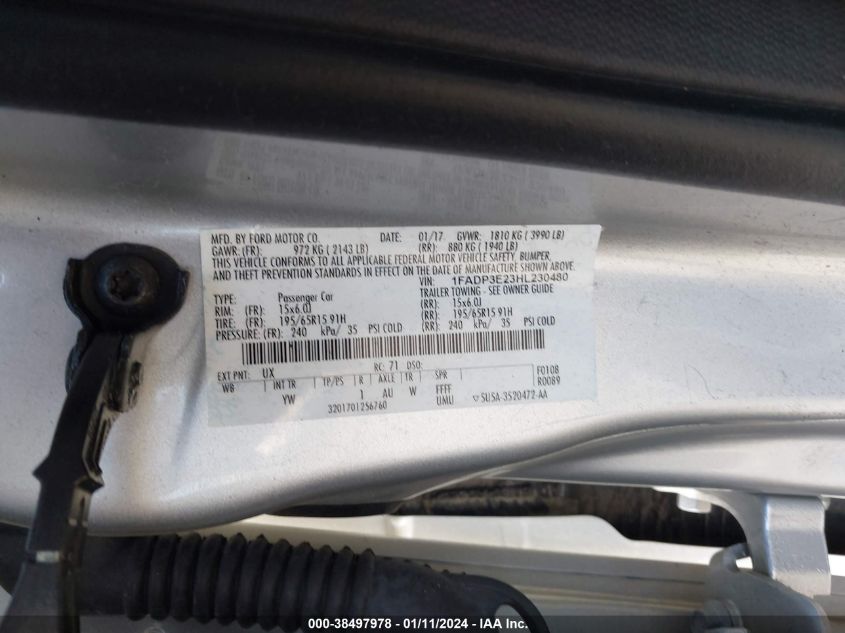 MFD. BY FORD MOTOR CO. DATE: 01/17 GVWR: 1810 KG ( 3990 LB)
GAWR: (FR): 972 KG ( 2143 LB) (RR): 880 KG ( 1940 LB)
THIS VEHICLE CONFORMS TO ALL APPLICABLE FEDERAL MOTOR VEHICLE SAFETY, BUMPER,
AND THEFT PREVENTION STANDARDS IN EFFECT ON THE DATE OF MANUFACTURE SHOWN ABOVE.
VIN: 1FADP3E23HL230480
TYPE: Passenger Car TRAILER TOWING - SEE OWNER GUIDE
RIM: (FR): 15x6.0J (RR): 15x6.0J
TIRE: (FR): 195/65R15 91H (RR): 195/65R15 91H
PRESSURE: (FR): 240 kPa/ 35 PSI COLD (RR): 240 kPa/ 35 PSI COLD
EXT PNT: UX RC: 71 DSO: F0108
WB INT TR TP/PS R AXLE TR SPR R0089
YW 1 AU W FFFF
UMU
3201701256760 ▽ 5U5A-3520472-AA
000-38497978 - 01/11/2024 - IAA Inc.